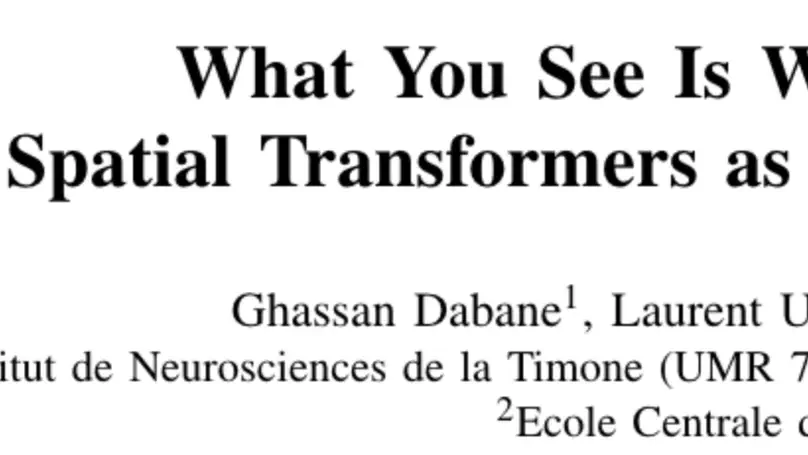 What You See Is W
Spatial Transformers as
Ghassan Dabane1, Laurent U
itut de Neurosciences de la Timone (UMR 7
2Ecole Centrale d